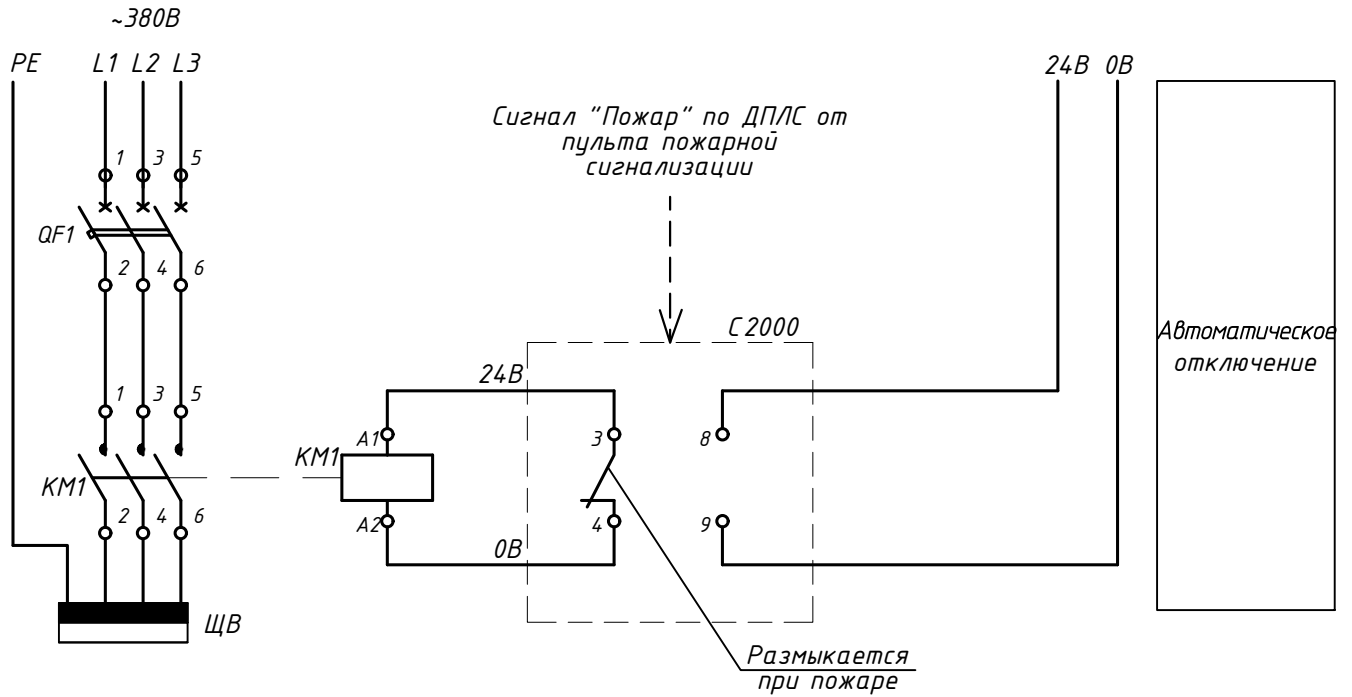 ~380В
PE L1 L2 L3
24В 0В
Сигнал "Пожар" по ДПЛС от
пульта пожарной
сигнализации
1 3 5
QF1
2 4 6
С2000
Автоматическое
отключение
24В
1 3 5
A1
3
8
КМ1
КМ1
2 4 6
A2
4
9
0В
ЩВ
Размыкается
при пожаре